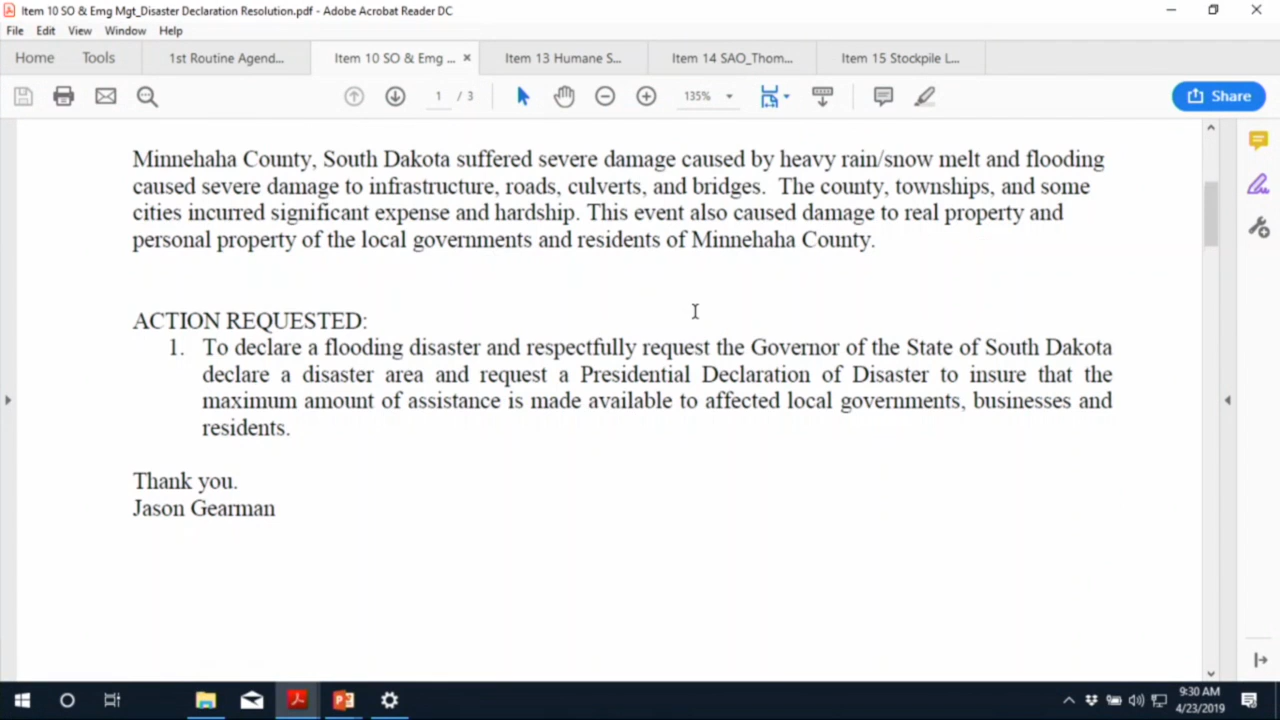 Item 10 SO & Emg Mgt_Disaster Declaration Resolution.pdf - Adobe Acrobat Reader DC
File Edit View Window Help
Home Tools 1st Routine Agend... Item 10 SO & Emg ... × Item 13 Humane S... Item 14 SAO_Thom... Item 15 Stockpile L...
1 / 3 135% Share
Minnehaha County, South Dakota suffered severe damage caused by heavy rain/snow melt and flooding
caused severe damage to infrastructure, roads, culverts, and bridges. The county, townships, and some
cities incurred significant expense and hardship. This event also caused damage to real property and
personal property of the local governments and residents of Minnehaha County.
ACTION REQUESTED:
1. To declare a flooding disaster and respectfully request the Governor of the State of South Dakota
declare a disaster area and request a Presidential Declaration of Disaster to insure that the
maximum amount of assistance is made available to affected local governments, businesses and
residents.
Thank you.
Jason Gearman
9:30 AM
4/23/2019